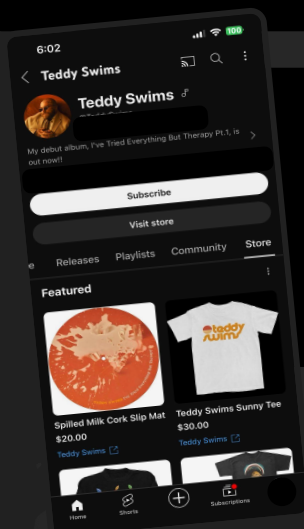 6:02
100
Teddy Swims
Teddy Swims
My debut album, I've Tried Everything But Therapy Pt.1, is
out now!!
Subscribe
Visit store
e
Releases
Playlists
Community
Store
Featured
teddy
swims
Spilled Milk Cork Slip Mat
$20.00
Teddy Swims
Teddy Swims Sunny Tee
$30.00
Teddy Swims
Home
Shorts
Subscriptions